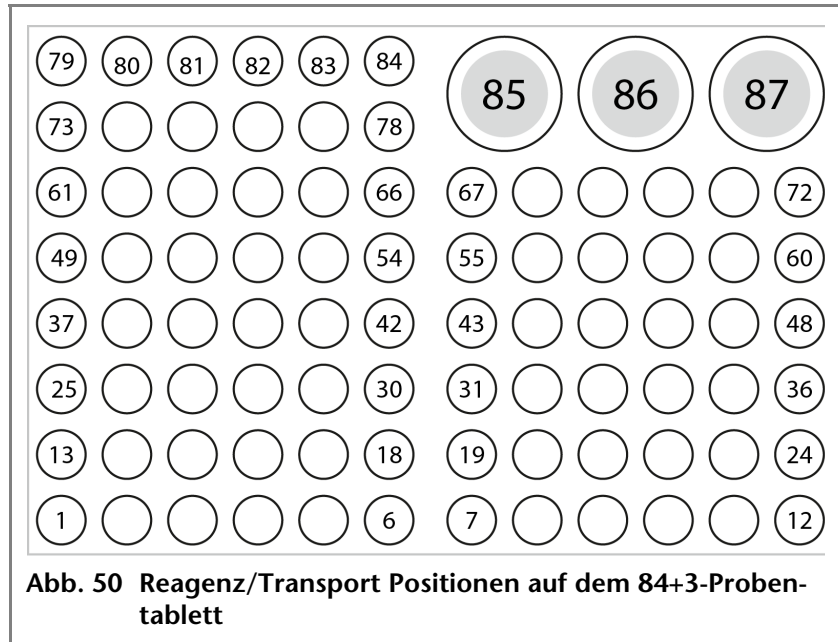 79 80 81 82 83 84 85 86 87
73 78
61 66 67 72
49 54 55 60
37 42 43 48
25 30 31 36
13 18 19 24
1 6 7 12
Abb. 50 Reagenz/Transport Positionen auf dem 84+3-Proben-
tablett